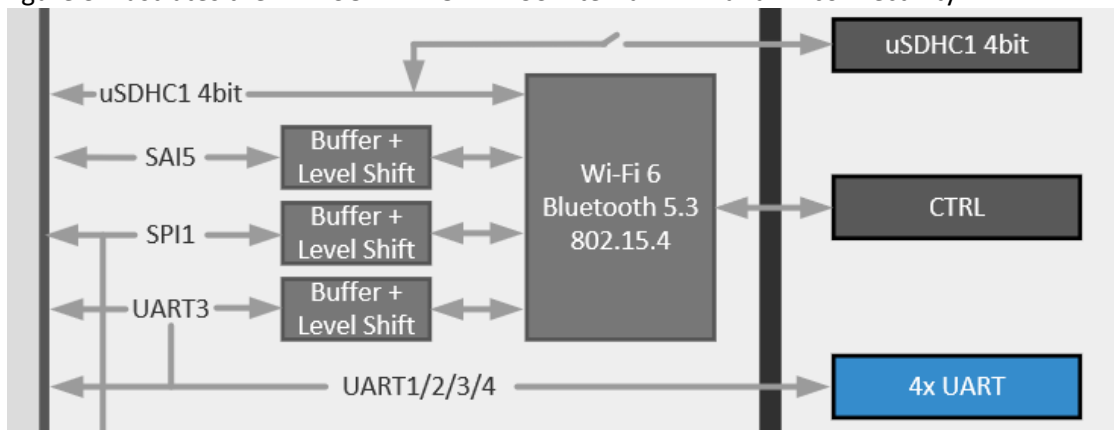 uSDHC1 4bit
uSDHC1 4bit
SAI5
Buffer +
Level Shift
Wi-Fi 6
Bluetooth 5.3
802.15.4
CTRL
SPI1
Buffer +
Level Shift
UART3
Buffer +
Level Shift
UART1/2/3/4
4x UART